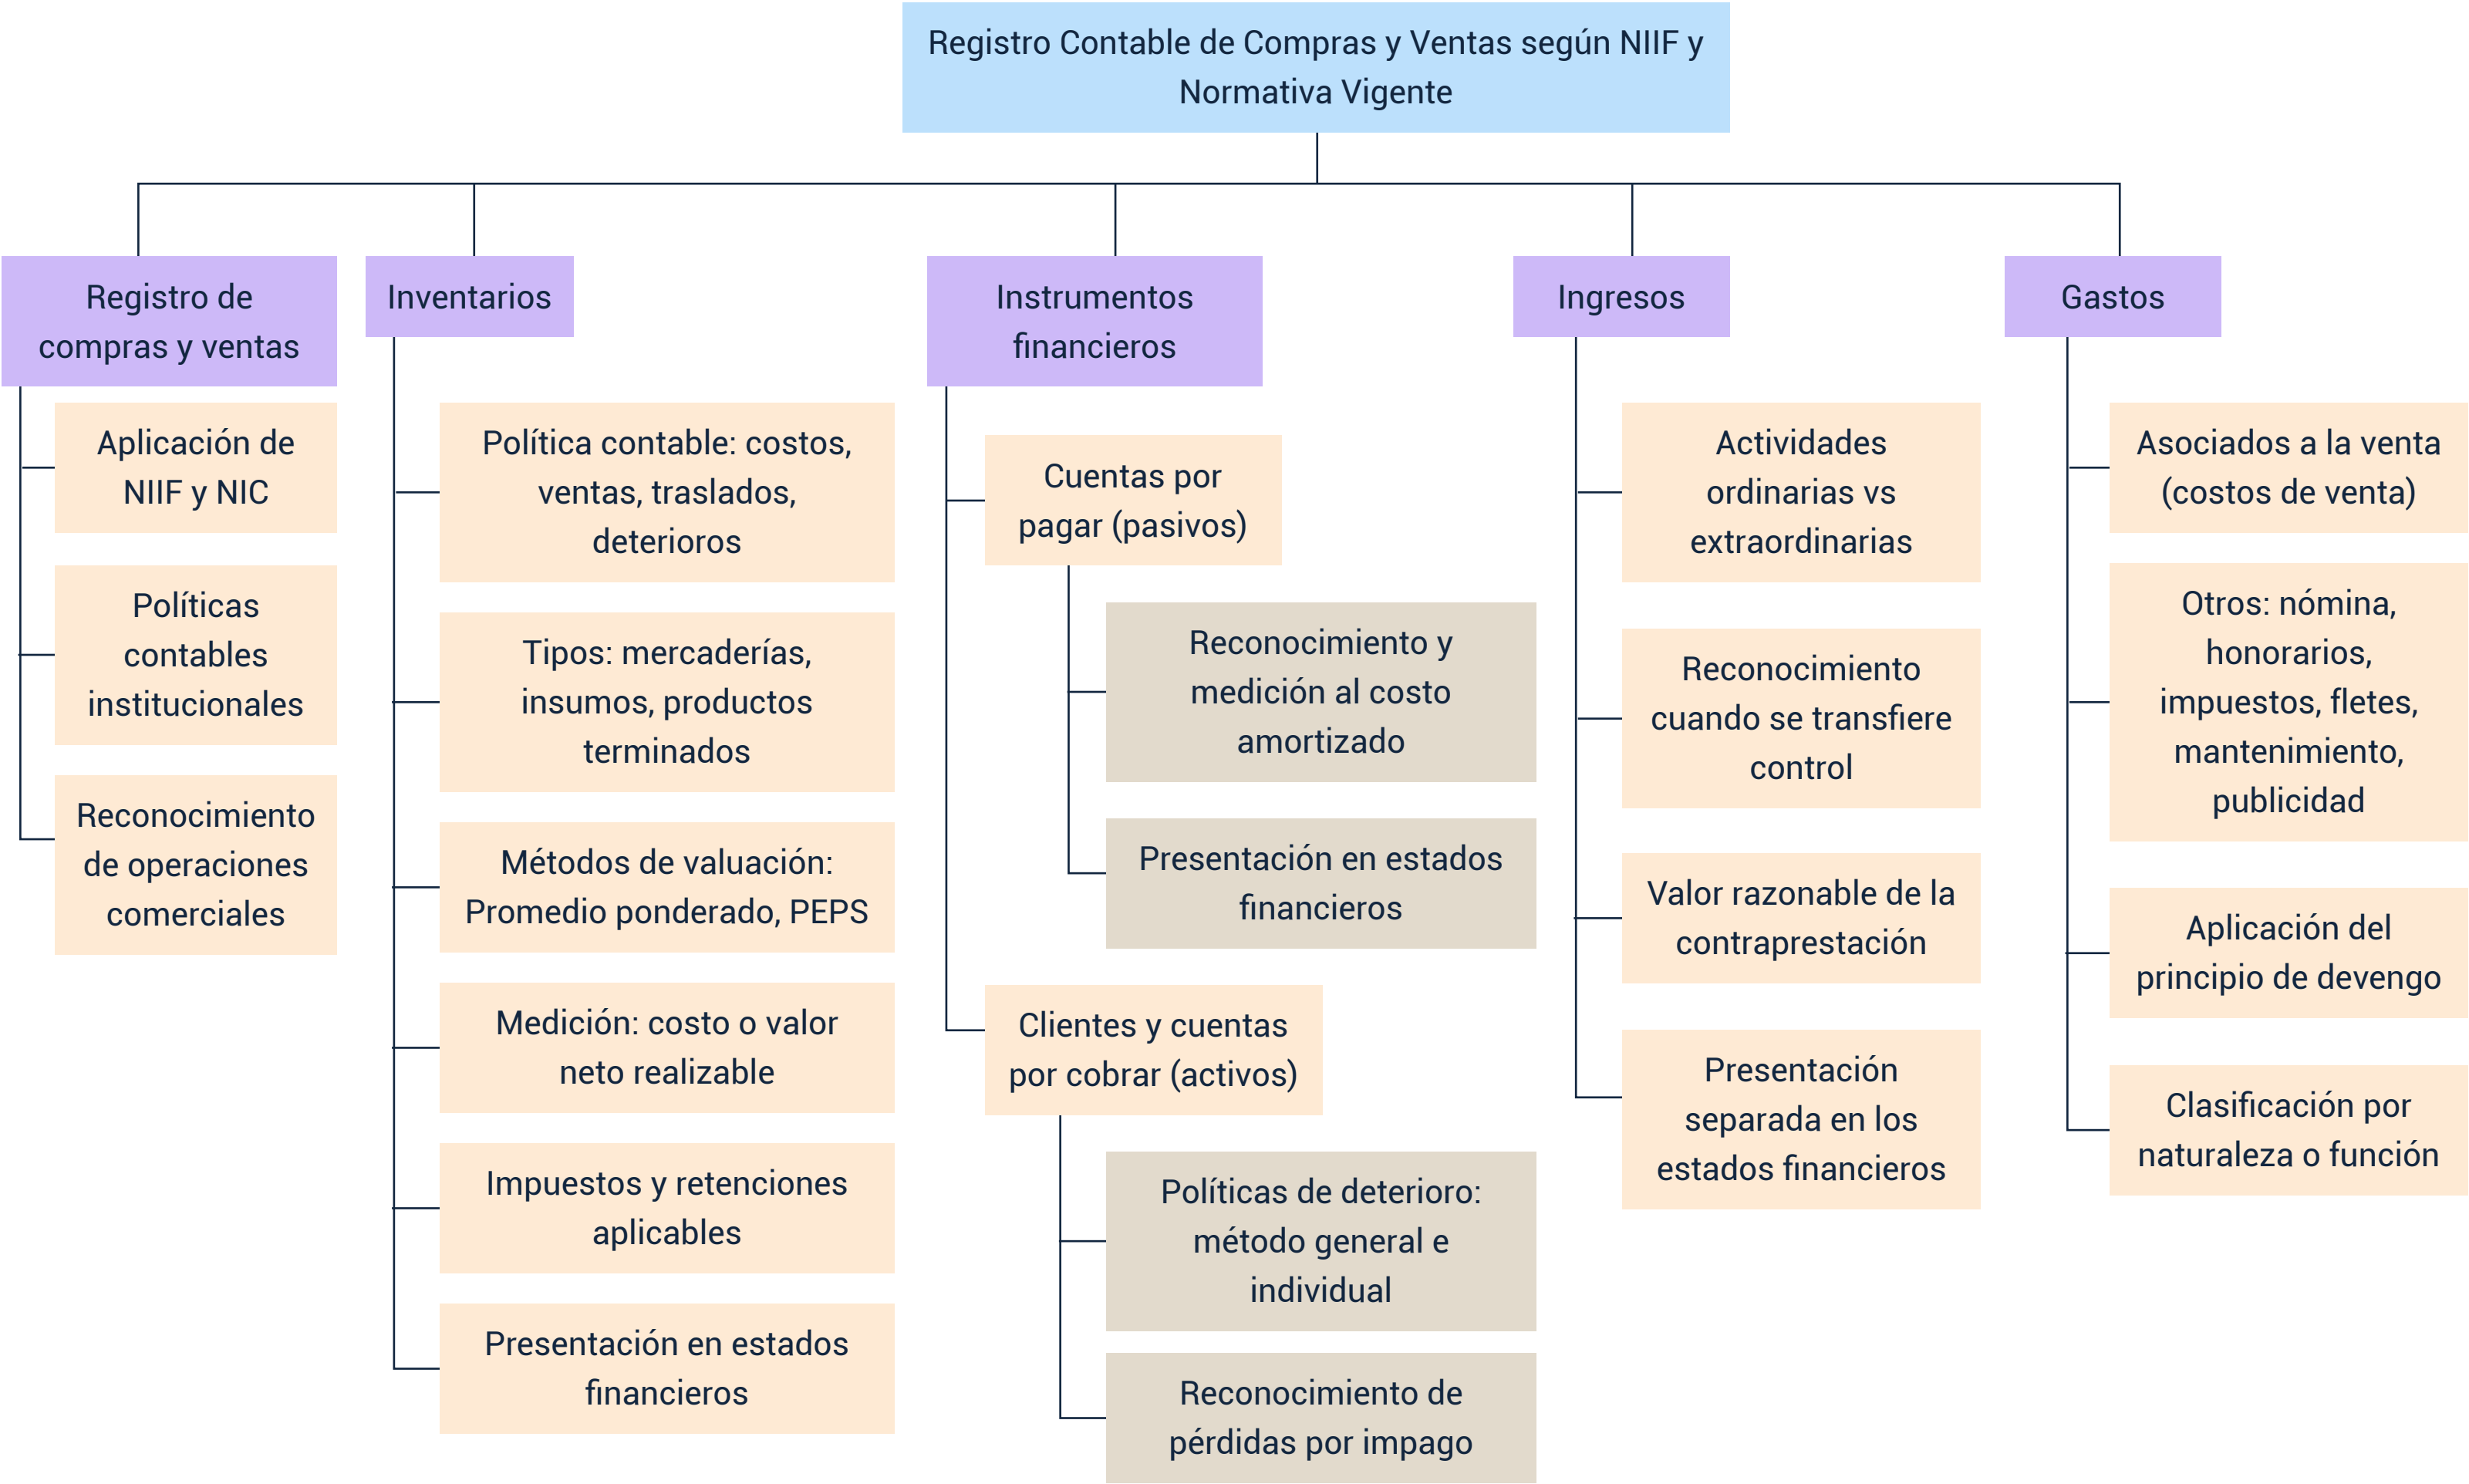 Registro Contable de Compras y Ventas según NIIF y
Normativa Vigente
Registro de
compras y ventas
Aplicación de
NIIF y NIC
Políticas
contables
institucionales
Reconocimiento
de operaciones
comerciales
Inventarios
Política contable: costos,
ventas, traslados,
deterioros
Tipos: mercaderías,
insumos, productos
terminados
Métodos de valuación:
Promedio ponderado, PEPS
Medición: costo o valor
neto realizable
Impuestos y retenciones
aplicables
Presentación en estados
financieros
Instrumentos
financieros
Cuentas por
pagar (pasivos)
Reconocimiento y
medición al costo
amortizado
Presentación en estados
financieros
Clientes y cuentas
por cobrar (activos)
Políticas de deterioro:
método general e
individual
Reconocimiento de
pérdidas por impago
Ingresos
Actividades
ordinarias vs
extraordinarias
Reconocimiento
cuando se transfiere
control
Valor razonable de la
contraprestación
Presentación
separada en los
estados financieros
Gastos
Asociados a la venta
(costos de venta)
Otros: nómina,
honorarios,
impuestos, fletes,
mantenimiento,
publicidad
Aplicación del
principio de devengo
Clasificación por
naturaleza o función